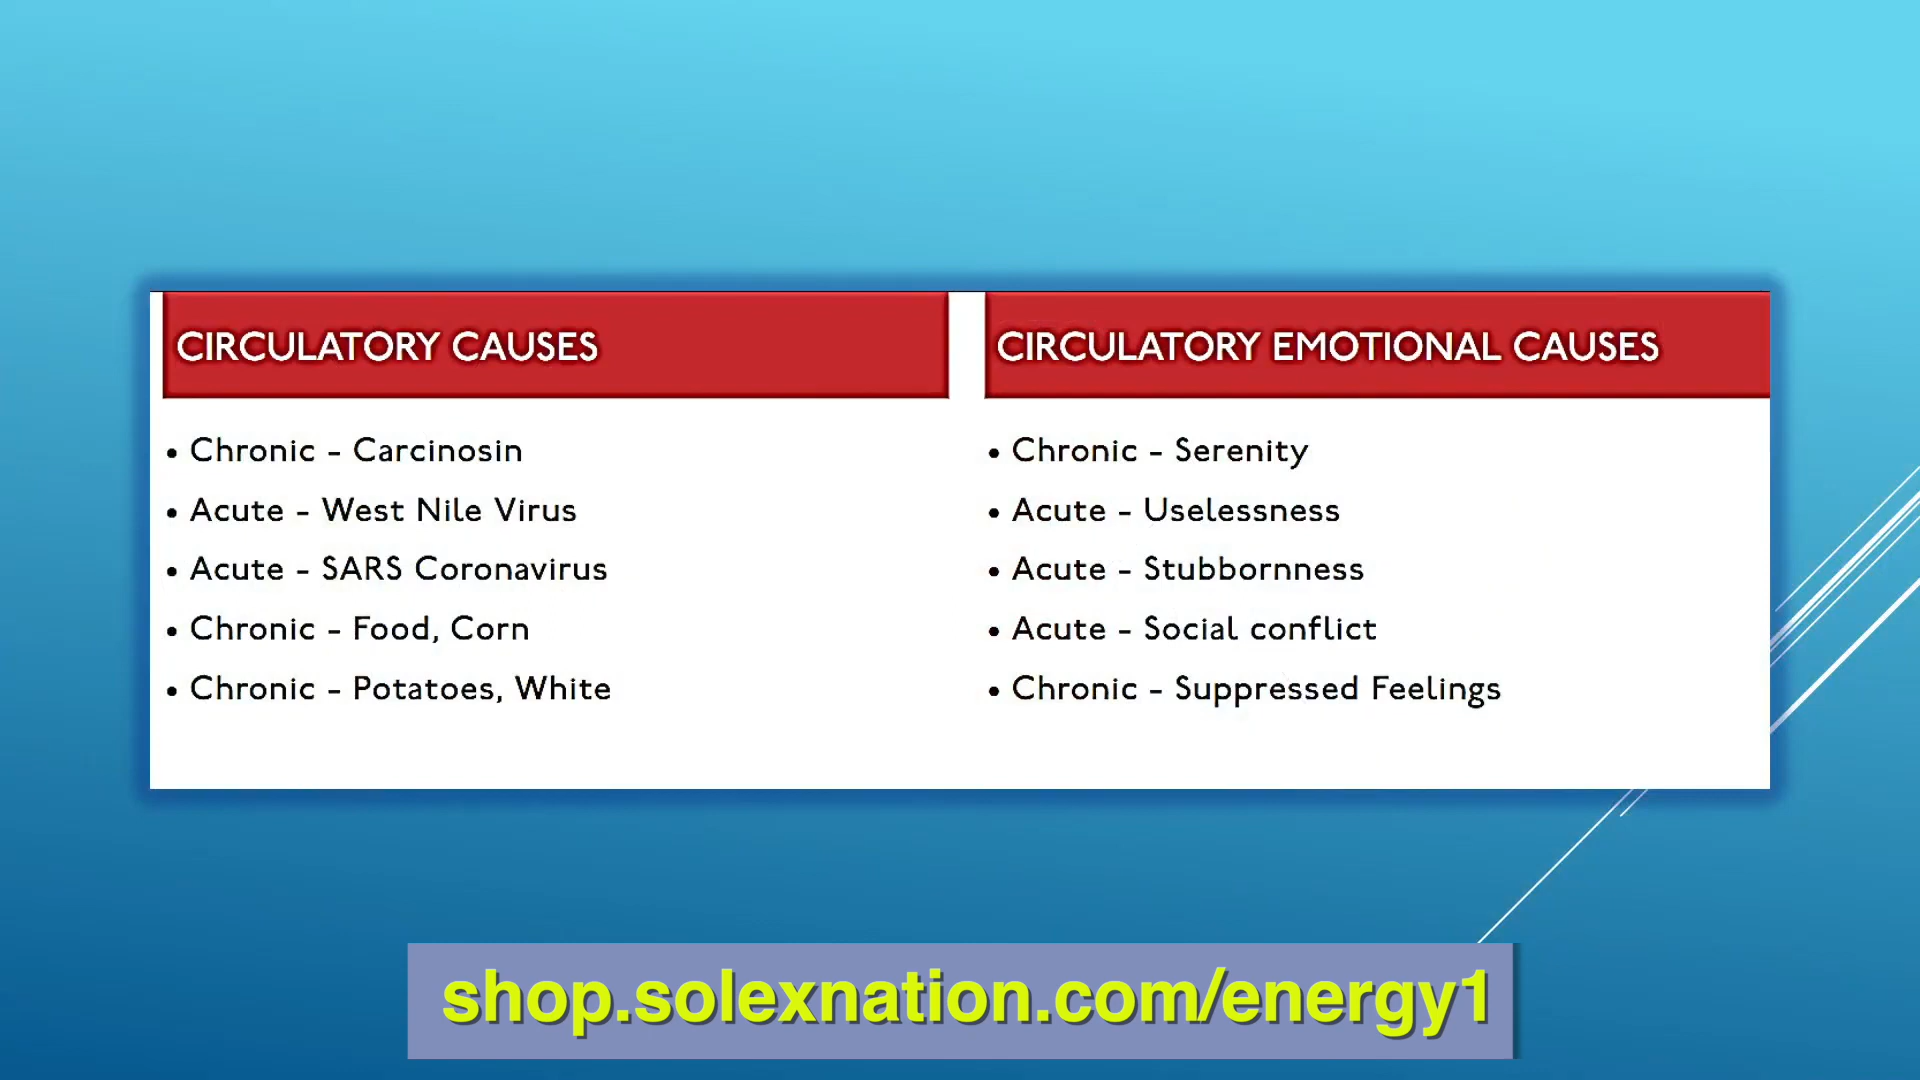 CIRCULATORY CAUSES
• Chronic - Carcinosin
• Acute - West Nile Virus
• Acute - SARS Coronavirus
• Chronic - Food, Corn
• Chronic - Potatoes, White
CIRCULATORY EMOTIONAL CAUSES
• Chronic - Serenity
• Acute - Uselessness
• Acute - Stubbornness
• Acute - Social conflict
• Chronic - Suppressed Feelings
shop.solexnation.com/energy1